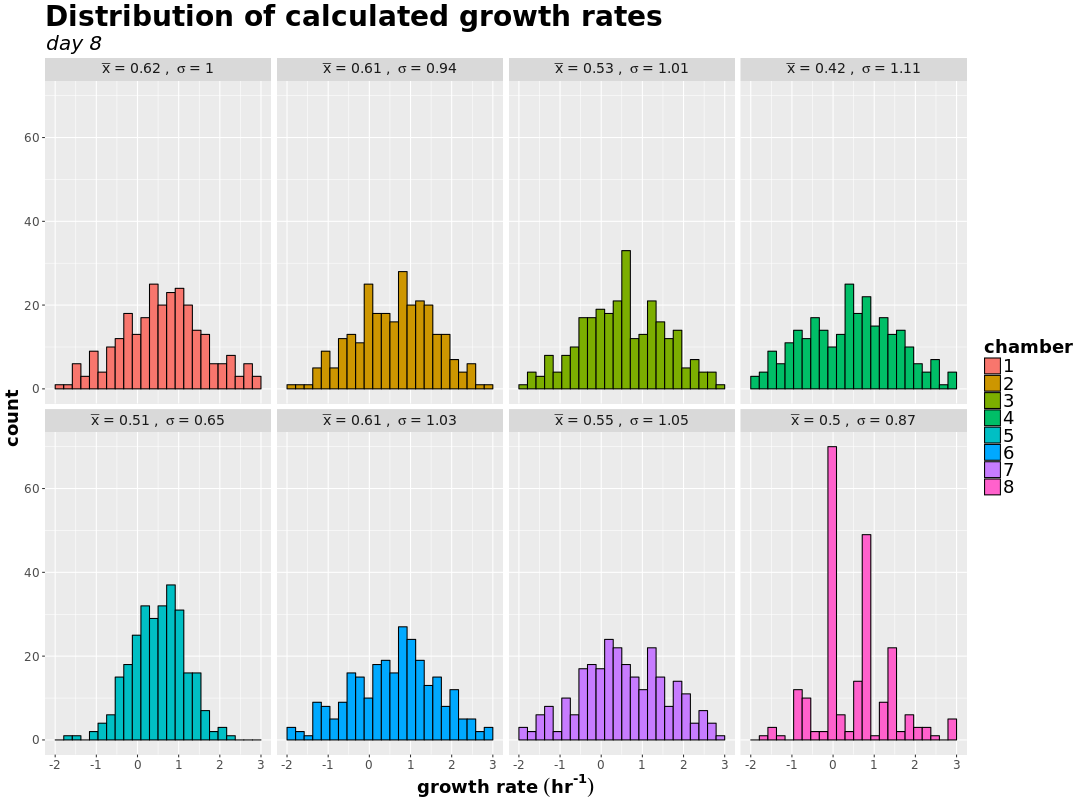 Distribution of calculated growth rates
day 8
x̅ = 0.62 ,  σ = 1
x̅ = 0.61 ,  σ = 0.94
x̅ = 0.53 ,  σ = 1.01
x̅ = 0.42 ,  σ = 1.11
60
40
20
0
x̅ = 0.51 ,  σ = 0.65
x̅ = 0.61 ,  σ = 1.03
x̅ = 0.55 ,  σ = 1.05
x̅ = 0.5 ,  σ = 0.87
60
40
20
0
-2 -1 0 1 2 3
-2 -1 0 1 2 3
-2 -1 0 1 2 3
-2 -1 0 1 2 3
count
growth rate (hr⁻¹)
chamber
1
2
3
4
5
6
7
8